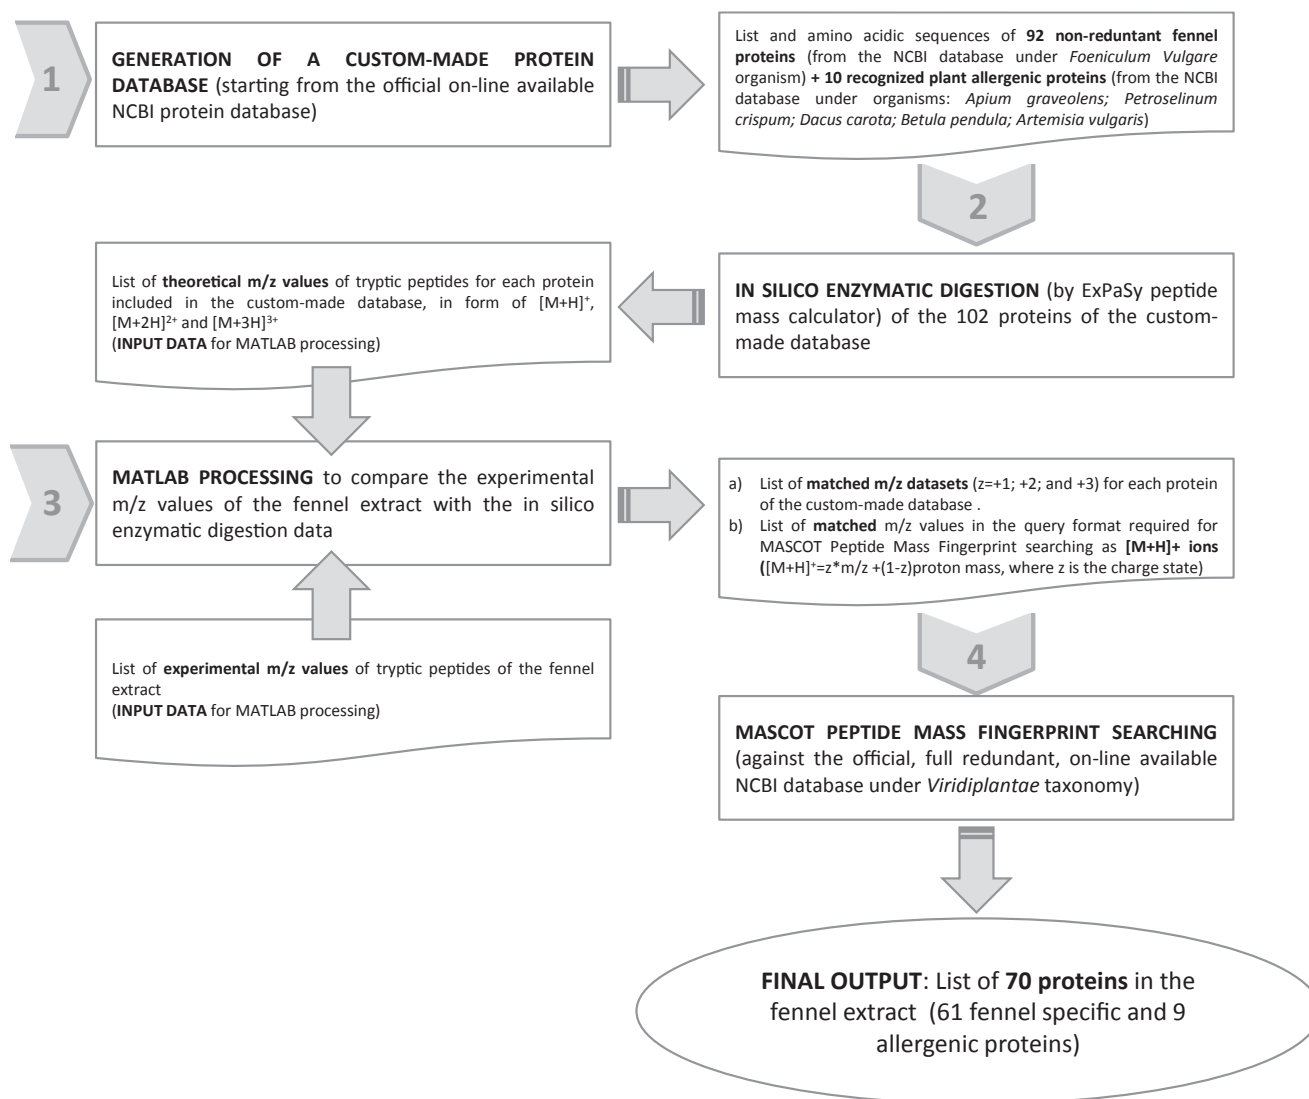 1
GENERATION OF A CUSTOM-MADE PROTEIN
DATABASE (starting from the official on-line available
NCBI protein database)
List and amino acidic sequences of 92 non-reduntant fennel
proteins (from the NCBI database under Foeniculum Vulgare
organism) + 10 recognized plant allergenic proteins (from the NCBI
database under organisms: Apium graveolens; Petroselinum
crispum; Dacus carota; Betula pendula; Artemisia vulgaris)
2
IN SILICO ENZYMATIC DIGESTION (by ExPaSy peptide
mass calculator) of the 102 proteins of the custom-
made database
List of theoretical m/z values of tryptic peptides for each protein
included in the custom-made database, in form of [M+H]⁺,
[M+2H]²⁺ and [M+3H]³⁺
(INPUT DATA for MATLAB processing)
3
MATLAB PROCESSING to compare the experimental
m/z values of the fennel extract with the in silico
enzymatic digestion data
List of experimental m/z values of tryptic peptides of the fennel
extract
(INPUT DATA for MATLAB processing)
a) List of matched m/z datasets (z=+1; +2; and +3) for each protein
of the custom-made database .
b) List of matched m/z values in the query format required for
MASCOT Peptide Mass Fingerprint searching as [M+H]+ ions
([M+H]⁺=z*m/z +(1-z)proton mass, where z is the charge state)
4
MASCOT PEPTIDE MASS FINGERPRINT SEARCHING
(against the official, full redundant, on-line available
NCBI database under Viridiplantae taxonomy)
FINAL OUTPUT: List of 70 proteins in the
fennel extract (61 fennel specific and 9
allergenic proteins)